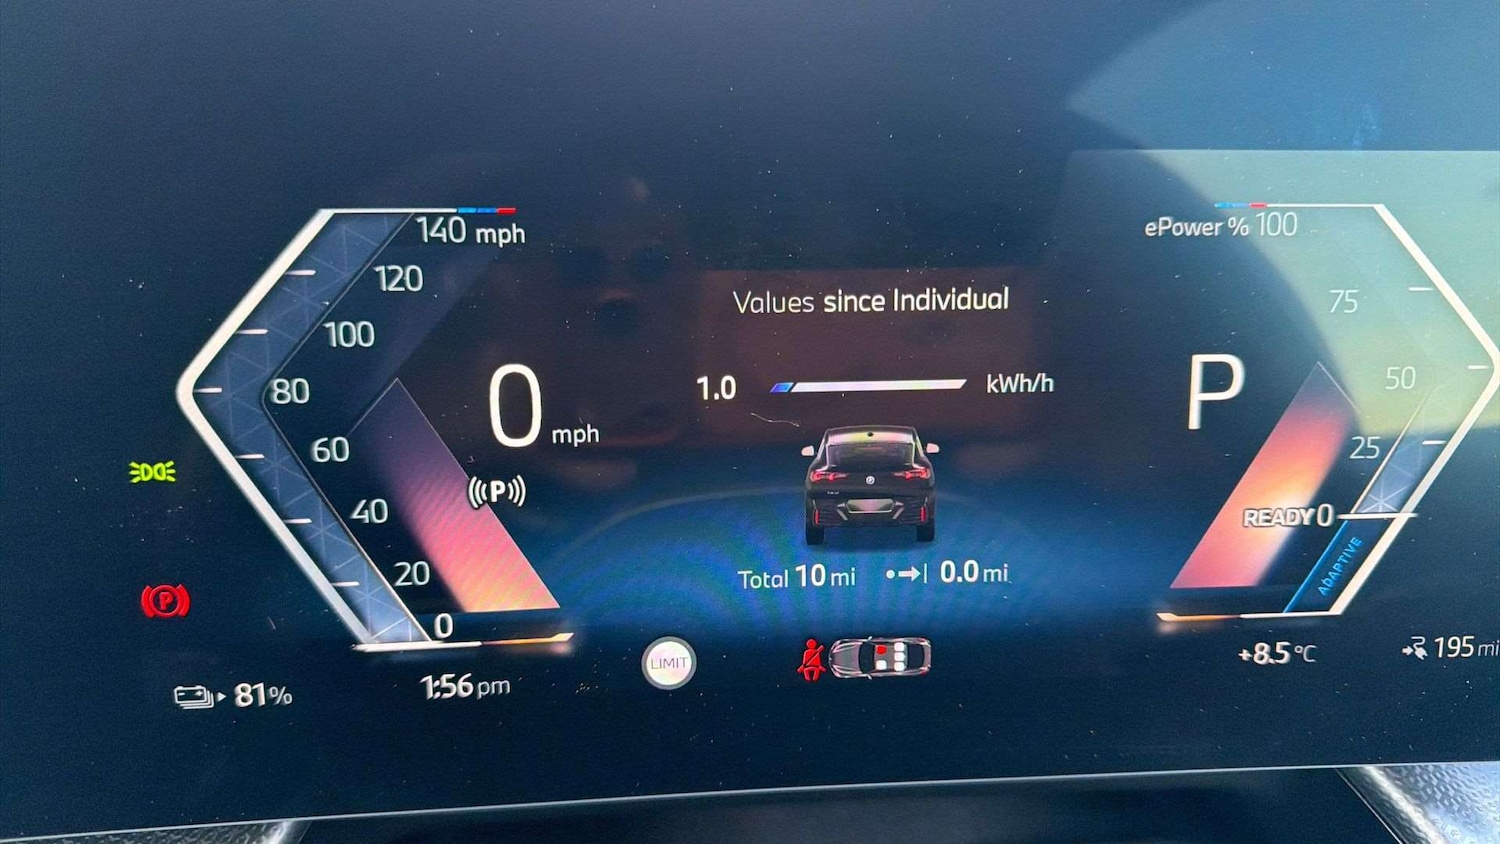 140 mph
120
100
80
60
40
20
0
0 mph
((P))
(P)
81%
1:56 pm
LIMIT
Values since Individual
1.0 kWh/h
Total 10 mi 0.0 mi
ePower % 100
75
50
25
READY 0
P
ADAPTIVE
+8.5°C
195 mi